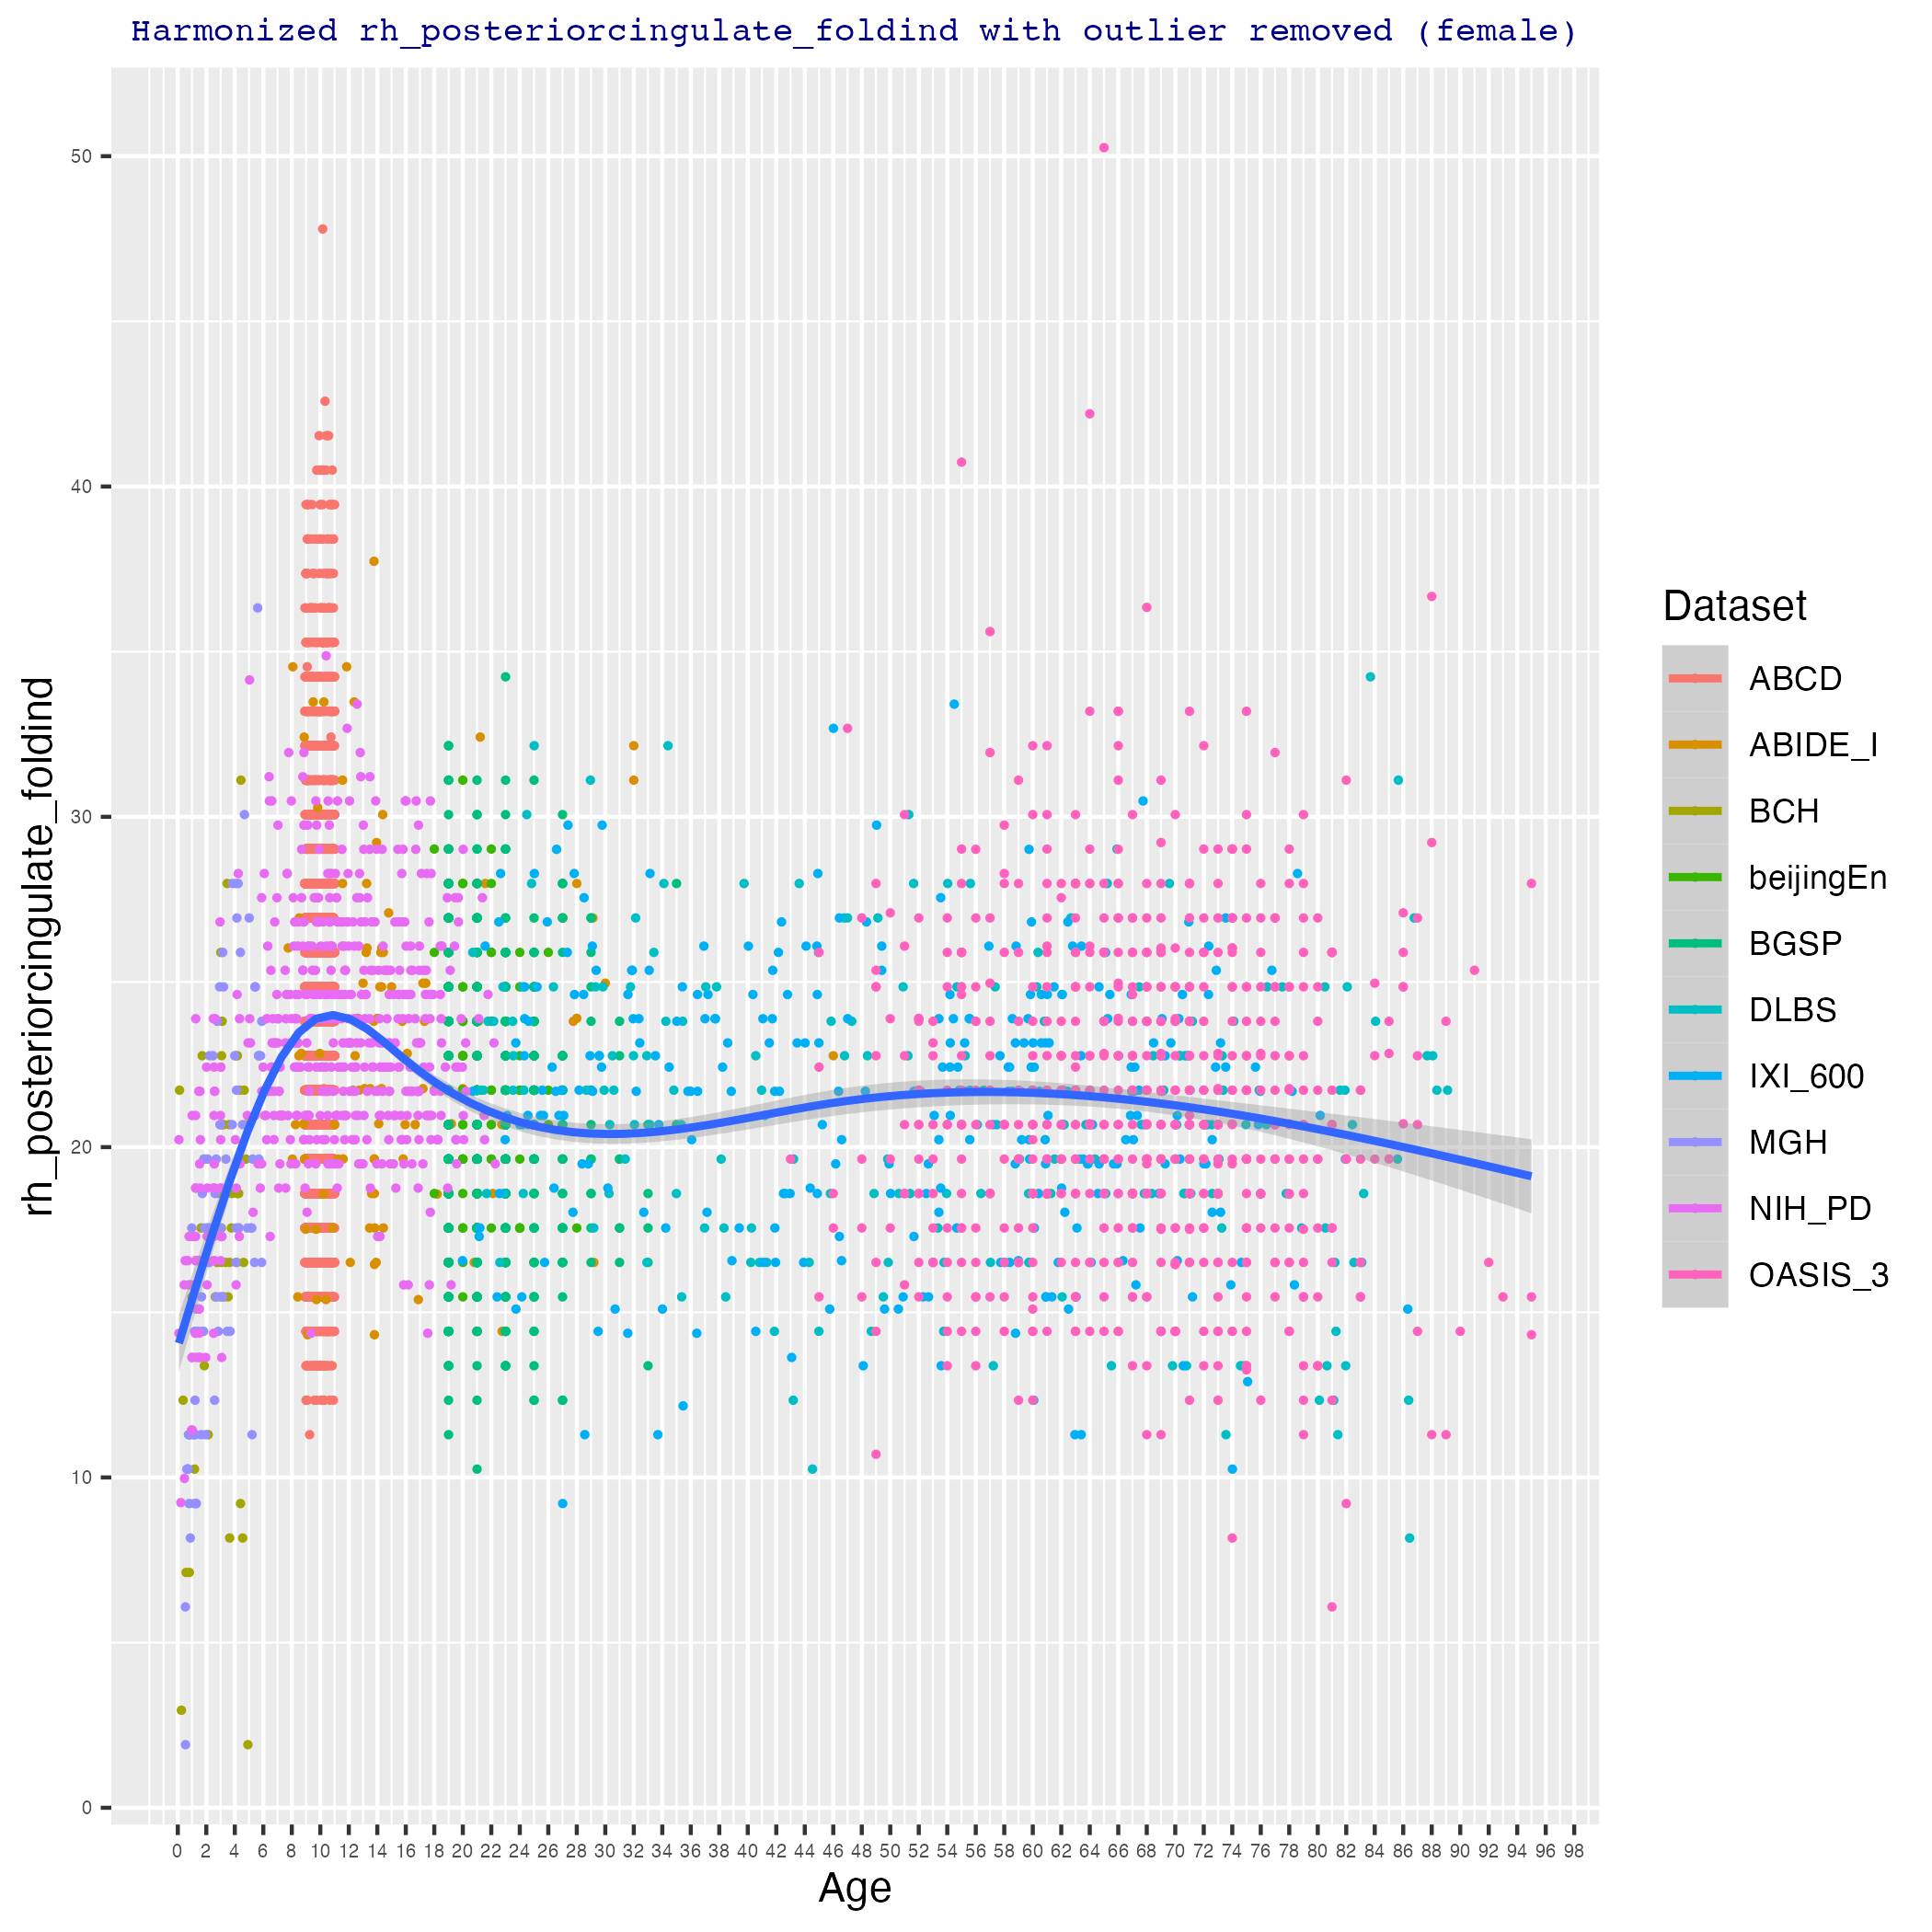 Harmonized rh_posteriorcingulate_foldind with outlier removed (female)
rh_posteriorcingulate_foldind
50
40
30
20
10
0
0 2 4 6 8 10 12 14 16 18 20 22 24 26 28 30 32 34 36 38 40 42 44 46 48 50 52 54 56 58 60 62 64 66 68 70 72 74 76 78 80 82 84 86 88 90 92 94 96 98
Age
Dataset
ABCD
ABIDE_I
BCH
beijingEn
BGSP
DLBS
IXI_600
MGH
NIH_PD
OASIS_3